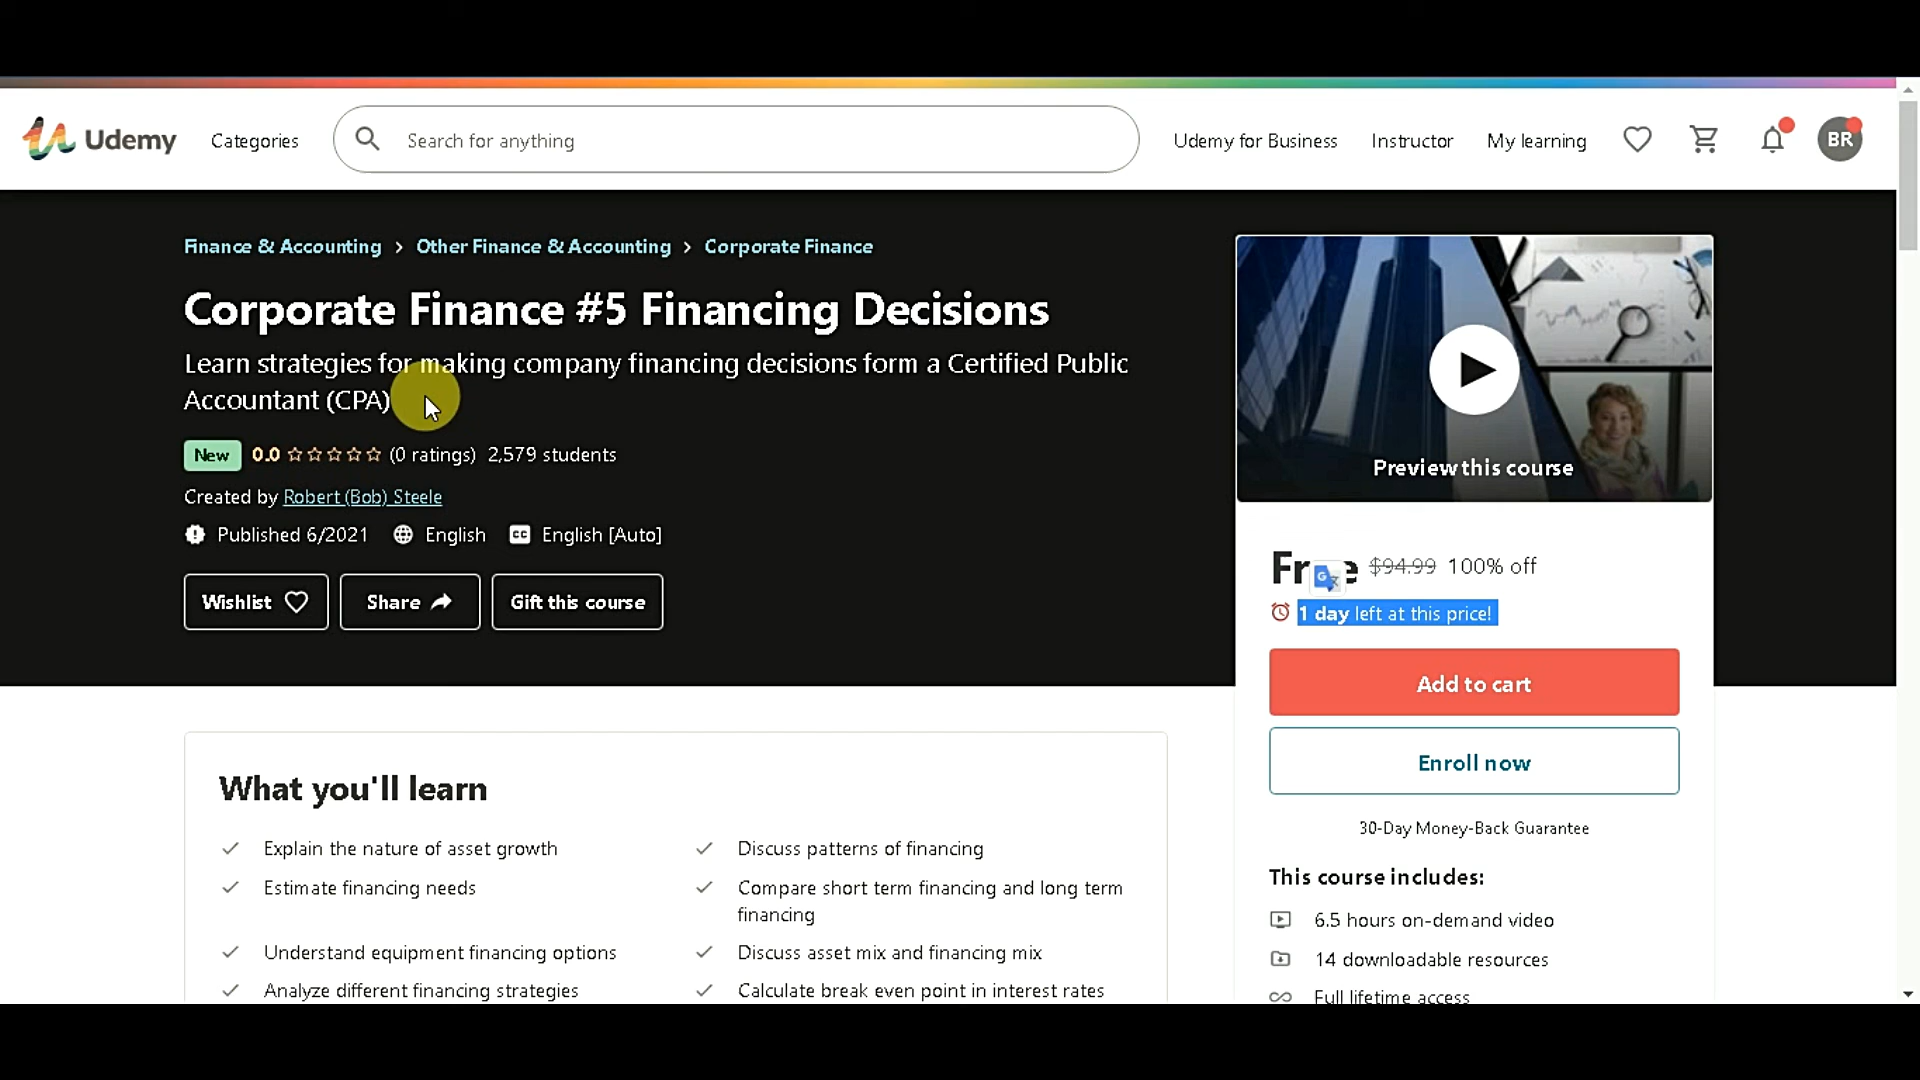 Udemy
Categories
Search for anything
Udemy for Business
Instructor
My learning
BR
Finance & Accounting > Other Finance & Accounting > Corporate Finance
Corporate Finance #5 Financing Decisions
Learn strategies for making company financing decisions form a Certified Public
Accountant (CPA)
New 0.0 (0 ratings) 2,579 students
Created by Robert (Bob) Steele
Published 6/2021 English CC English [Auto]
Wishlist
Share
Gift this course
Preview this course
Free $94.99 100% off
1 day left at this price!
Add to cart
Enroll now
30-Day Money-Back Guarantee
This course includes:
6.5 hours on-demand video
14 downloadable resources
Full lifetime access
What you'll learn
Explain the nature of asset growth
Estimate financing needs
Understand equipment financing options
Analyze different financing strategies
Discuss patterns of financing
Compare short term financing and long term
financing
Discuss asset mix and financing mix
Calculate break even point in interest rates